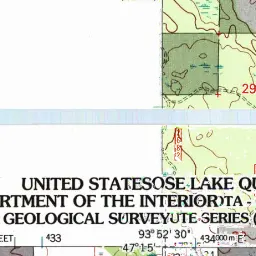 29
UNITED STATESOSE LAKE QU
RTMENT OF THE INTERIOROTA -
GEOLOGICAL SURVEYUTE SERIES (
93° 52' 30"
EET 433 434000m E
47°15'